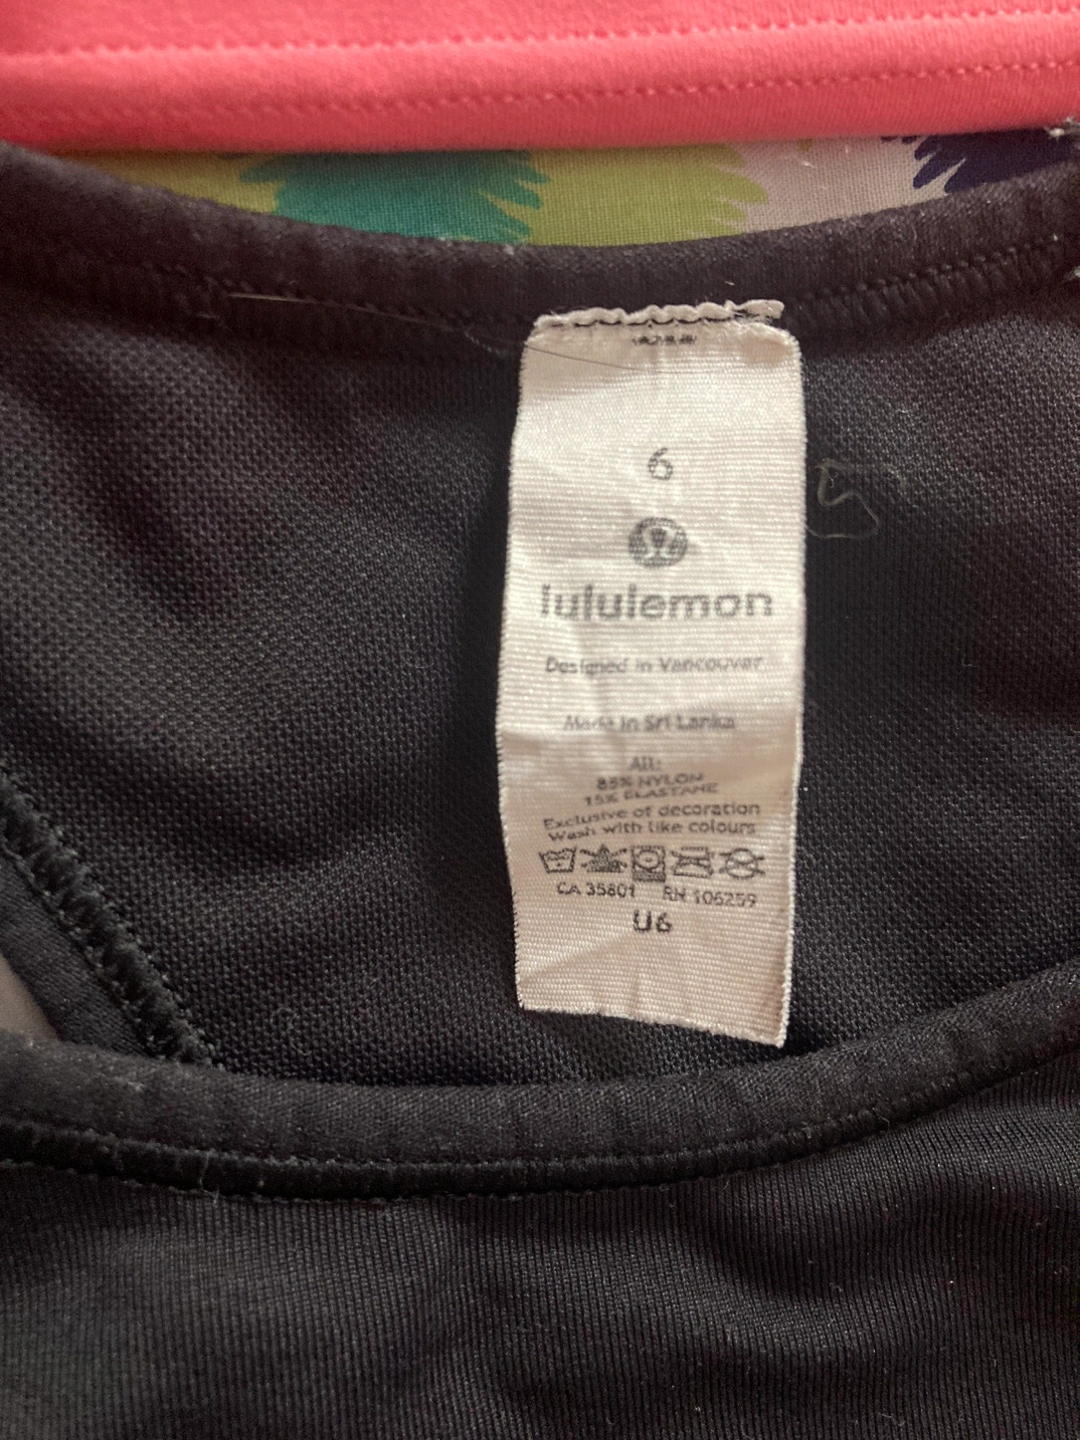 6
lululemon
Designed in Vancouver
Made in Sri Lanka
All:
85% NYLON
15% ELASTANE
Exclusive of decoration
Wash with like colours
CA 35801 RN 106259
U6